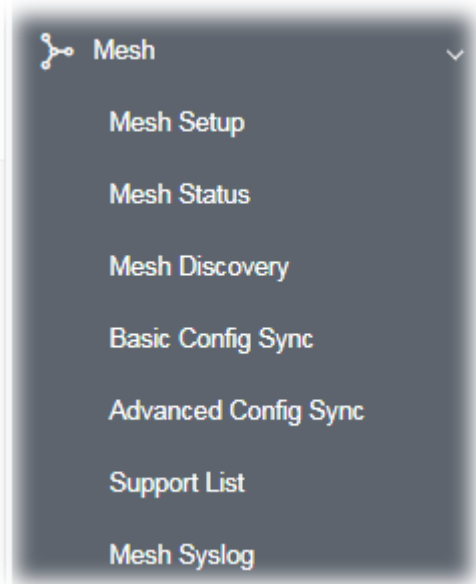 Mesh
Mesh Setup
Mesh Status
Mesh Discovery
Basic Config Sync
Advanced Config Sync
Support List
Mesh Syslog